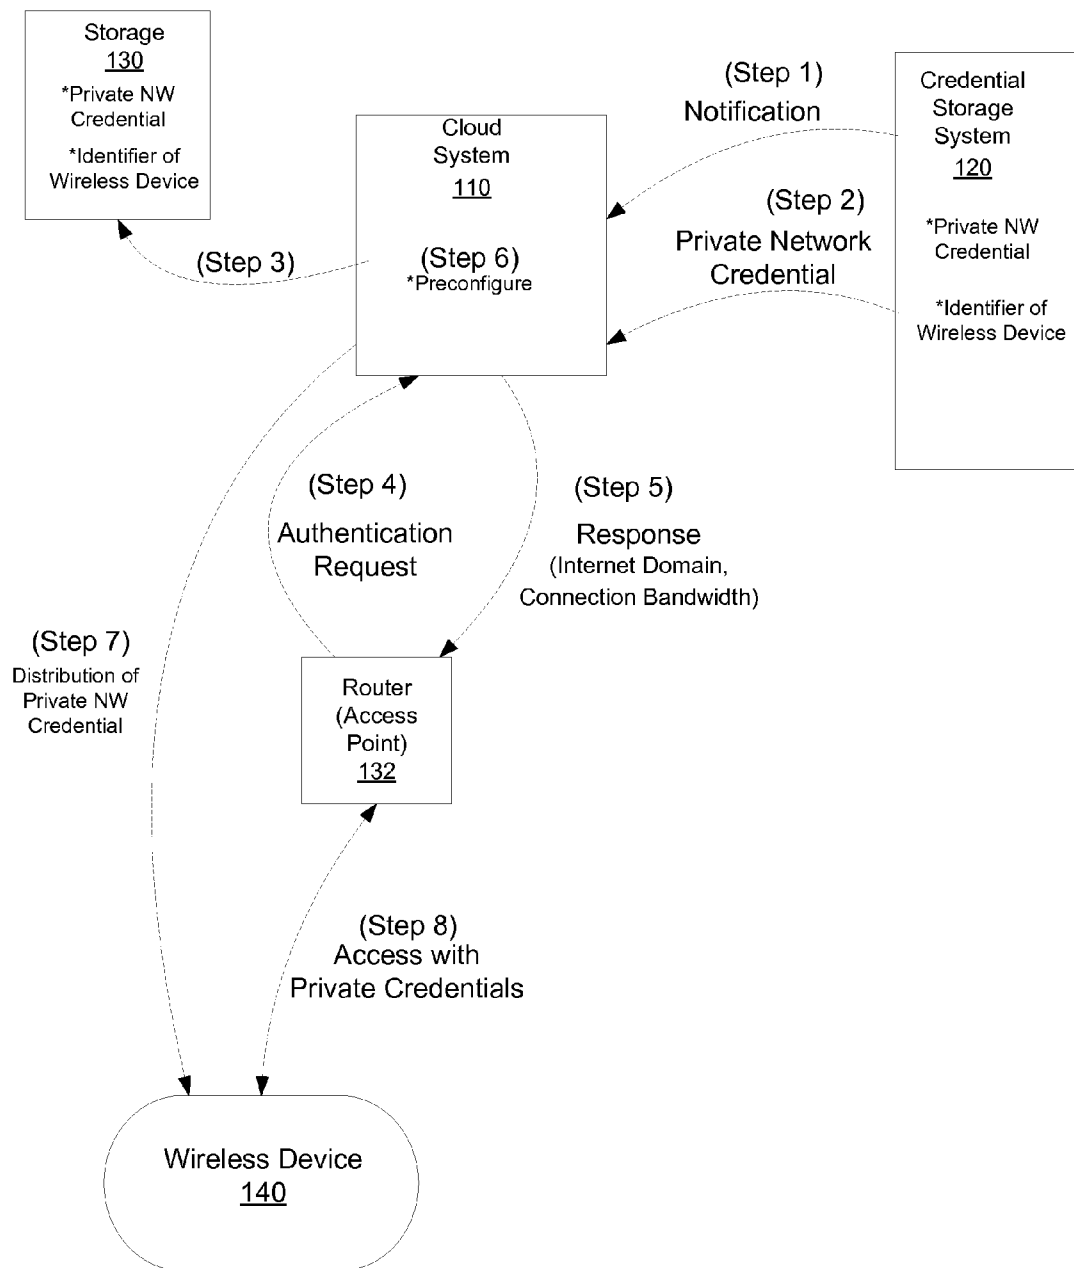 Storage
130
*Private NW
Credential
*Identifier of
Wireless Device
(Step 1)
Notification
Credential
Storage
System
120
*Private NW
Credential
*Identifier of
Wireless Device
Cloud
System
110
(Step 6)
*Preconfigure
(Step 2)
Private Network
Credential
(Step 3)
(Step 4)
Authentication
Request
(Step 5)
Response
(Internet Domain,
Connection Bandwidth)
(Step 7)
Distribution of
Private NW
Credential
Router
(Access
Point)
132
(Step 8)
Access with
Private Credentials
Wireless Device
140